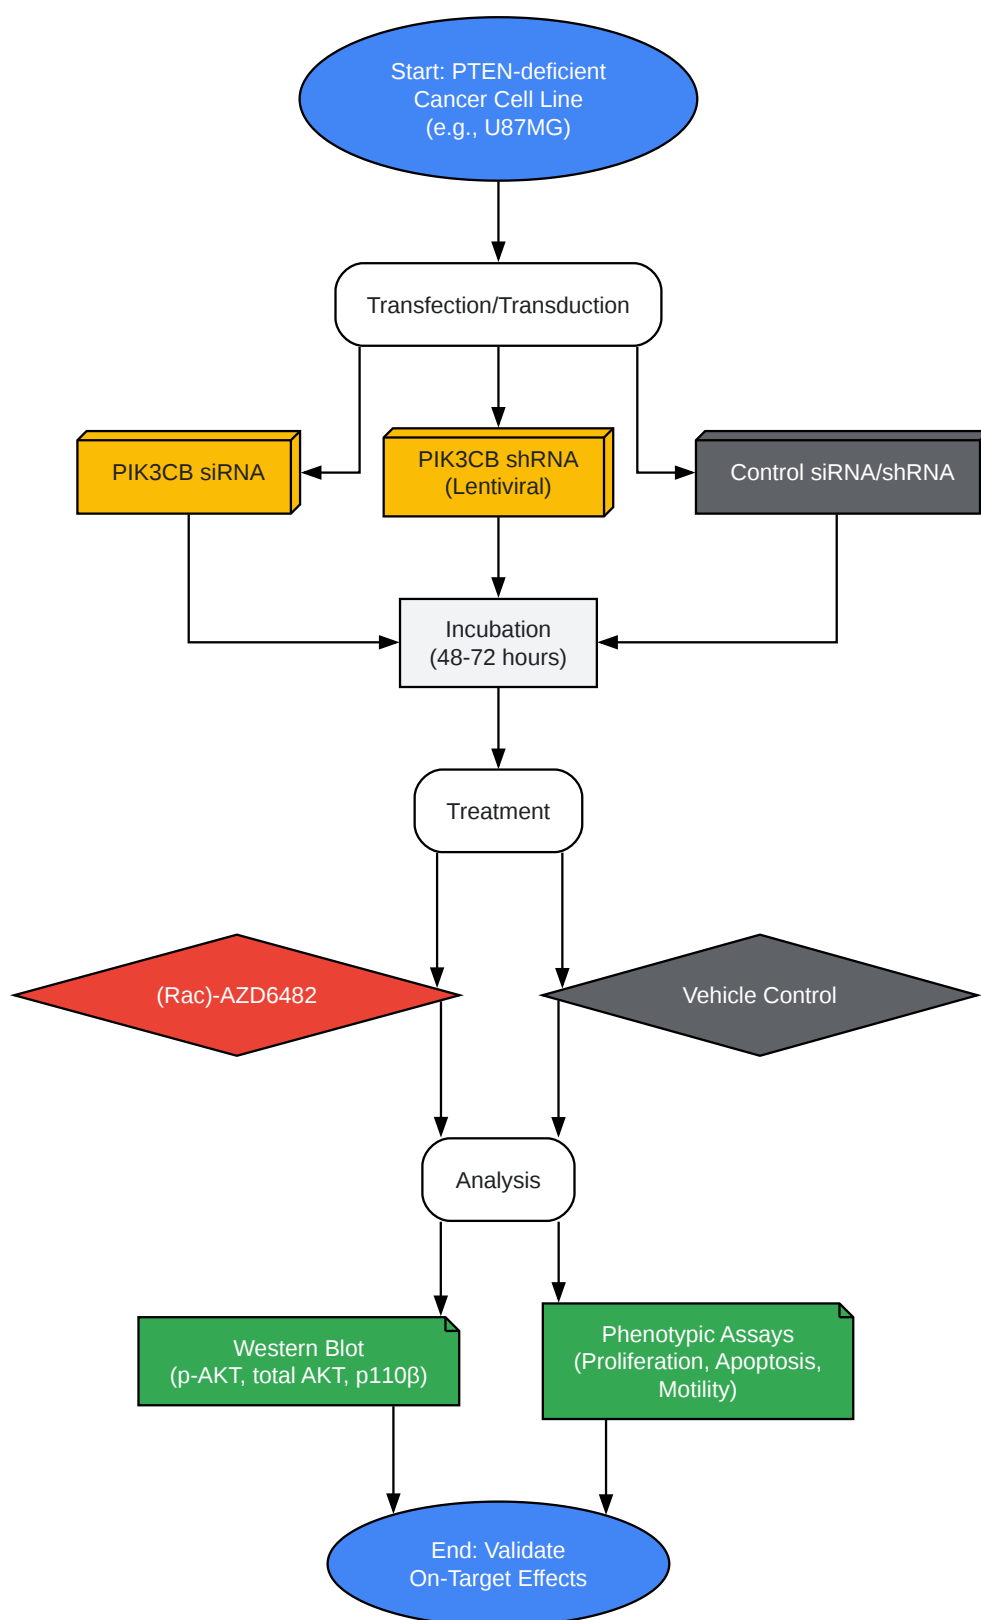 Start: PTEN-deficient
Cancer Cell Line
(e.g., U87MG)
Transfection/Transduction
PIK3CB siRNA
PIK3CB shRNA
(Lentiviral)
Control siRNA/shRNA
Incubation
(48-72 hours)
Treatment
(Rac)-AZD6482
Vehicle Control
Analysis
Western Blot
(p-AKT, total AKT, p110β)
Phenotypic Assays
(Proliferation, Apoptosis,
Motility)
End: Validate
On-Target Effects